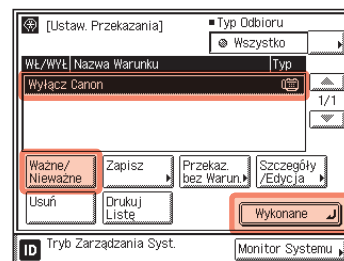 [Ustaw. Przekazania]
■Typ Odbioru
Wszystko
WŁ/WYŁ Nazwa Warunku Typ
Wyłącz Canon
1/1
Ważne/
Nieważne
Zapisz
Przekaz.
bez Warun.
Szczegóły
/Edycja
Usuń
Drukuj
Listę
Wykonane
ID Tryb Zarządzania Syst.
Monitor Systemu